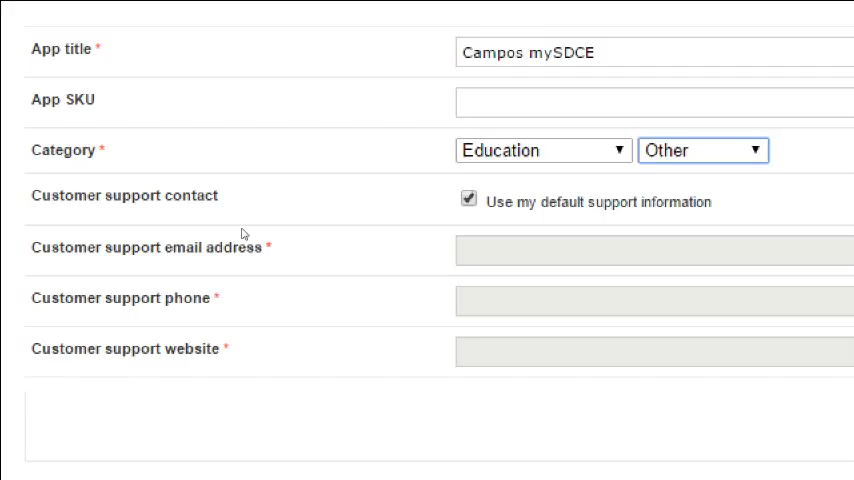 App title *
Campos mySDCE
App SKU
Category *
Education
Other
Customer support contact
Use my default support information
Customer support email address *
Customer support phone *
Customer support website *